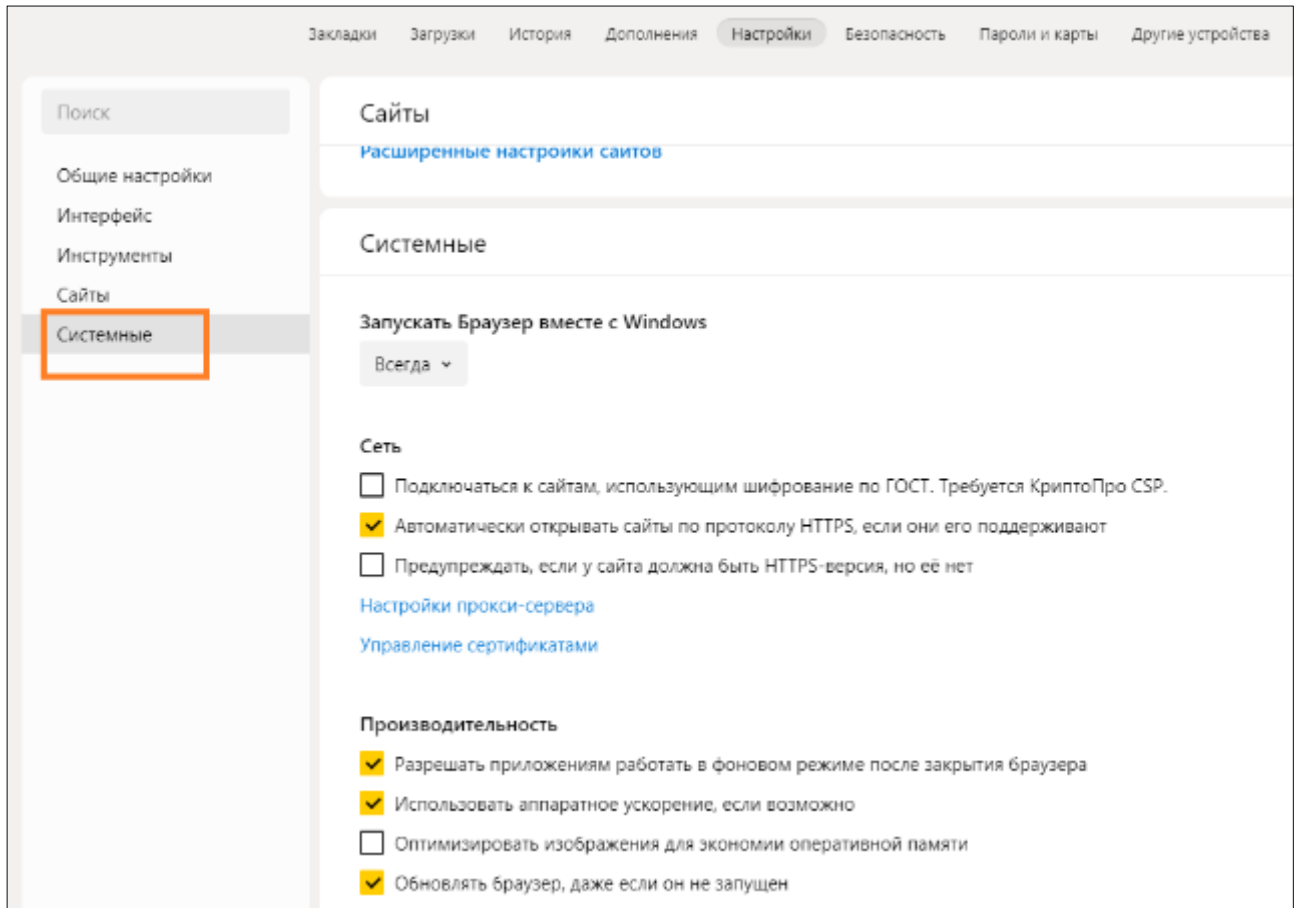 Закладки Загрузки История Дополнения Настройки Безопасность Пароли и карты Другие устройства
Поиск
Общие настройки
Интерфейс
Инструменты
Сайты
Системные
Сайты
Расширенные настройки сайтов
Системные
Запускать Браузер вместе с Windows
Всегда
Сеть
Подключаться к сайтам, использующим шифрование по ГОСТ. Требуется КриптоПро CSP.
Автоматически открывать сайты по протоколу HTTPS, если они его поддерживают
Предупреждать, если у сайта должна быть HTTPS-версия, но её нет
Настройки прокси-сервера
Управление сертификатами
Производительность
Разрешать приложениям работать в фоновом режиме после закрытия браузера
Использовать аппаратное ускорение, если возможно
Оптимизировать изображения для экономии оперативной памяти
Обновлять браузер, даже если он не запущен